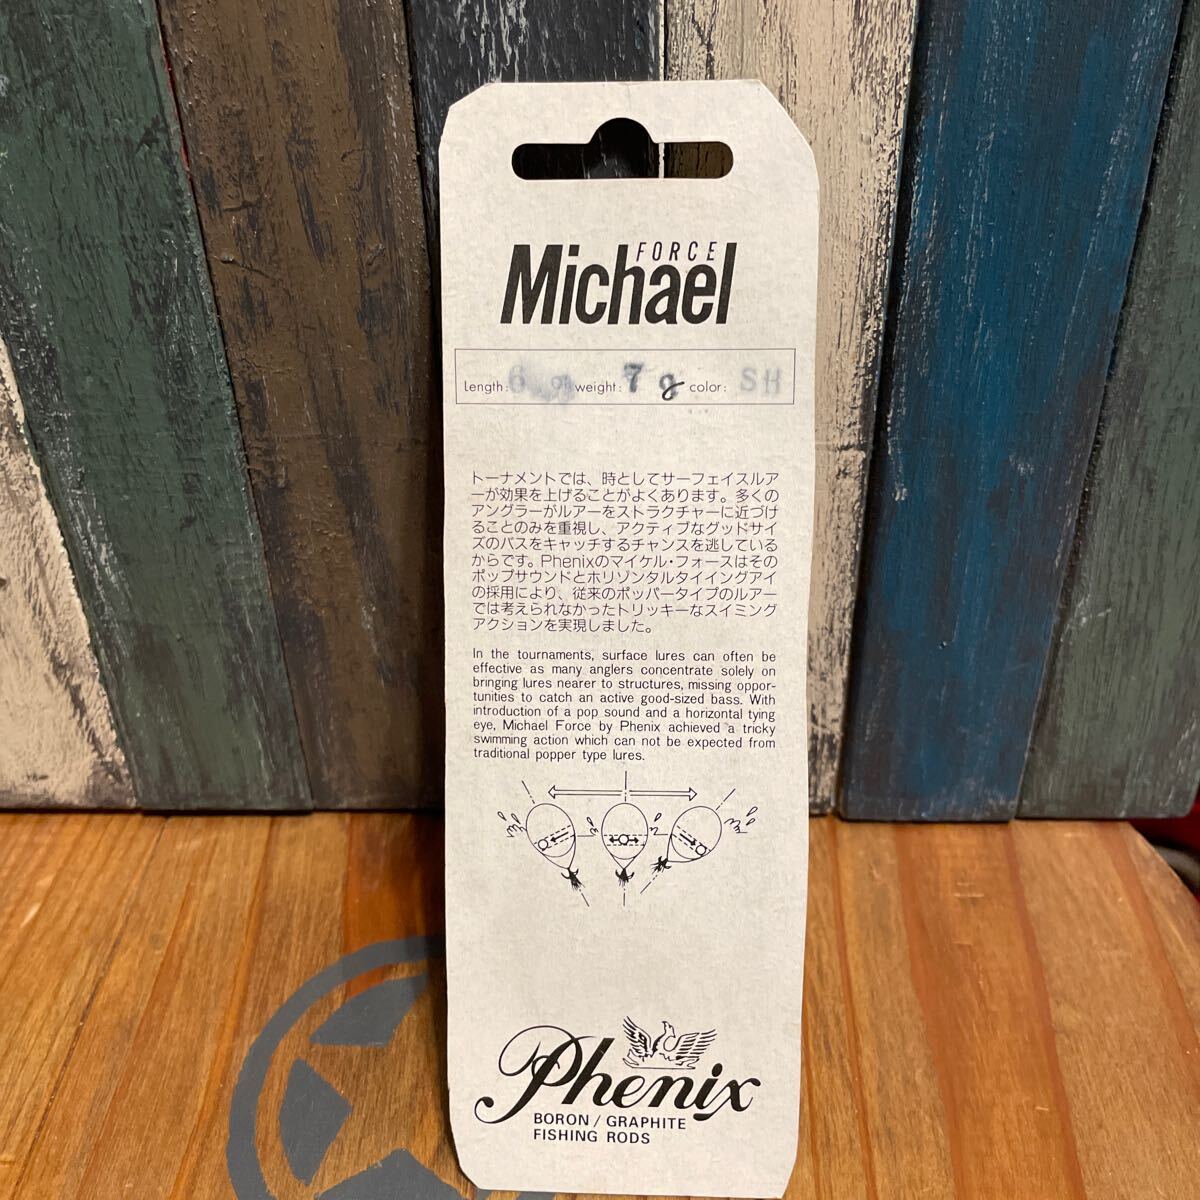 FORCE
Michael
Length: 6 weight: 7g color: SH
トーナメントでは、時としてサーフェイスルア
ーが効果を上げることがよくあります。多くの
アングラーがルアーをストラクチャーに近づけ
ることのみを重視し、アクティブなグッドサイ
ズのバスをキャッチするチャンスを逃している
からです。Phenixのマイケル・フォースはその
ポップサウンドとホリゾンタルタイイングアイ
の採用により、従来のポッパータイプのルアー
では考えられなかったトリッキーなスイミング
アクションを実現しました。
In the tournaments, surface lures can often be
effective as many anglers concentrate solely on
bringing lures nearer to structures, missing oppor-
tunities to catch an active good-sized bass. With
introduction of a pop sound and a horizontal tying
eye, Michael Force by Phenix achieved a tricky
swimming action which can not be expected from
traditional popper type lures.
Phenix
BORON / GRAPHITE
FISHING RODS